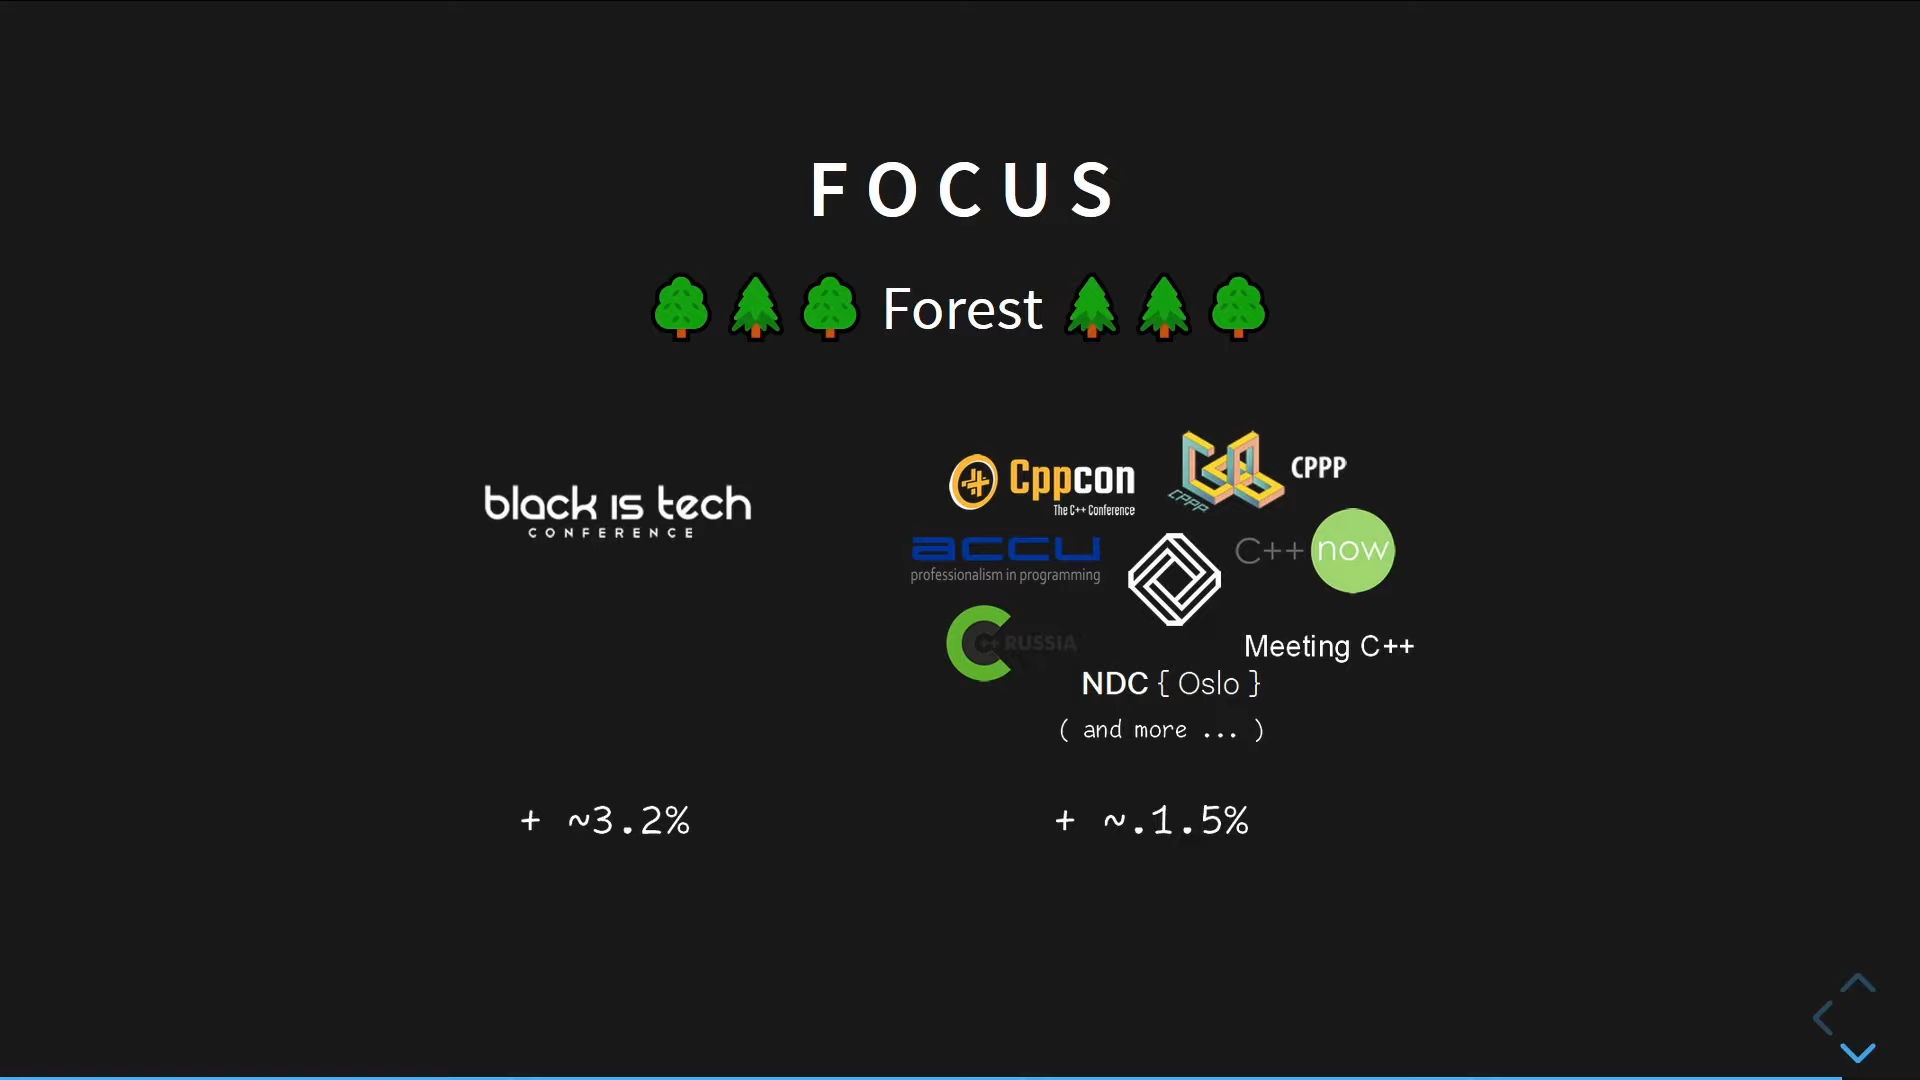 FOCUS
Forest
black is tech
CONFERENCE
Cppcon
The C++ Conference
CPPP
CPPP
accu
professionalism in programming
C++ now
C++ RUSSIA
Meeting C++
NDC { Oslo }
( and more ... )
+ ~3.2%
+ ~.1.5%